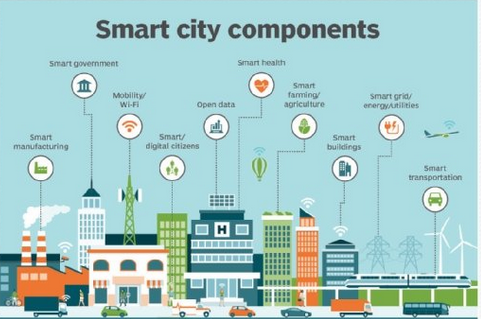 Smart city components
Smart government
Smart health
Mobility/
Wi-Fi
Open data
Smart
farming/
agriculture
Smart grid/
energy/utilities
Smart
manufacturing
Smart/
digital citizens
Smart
buildings
Smart
transportation
H